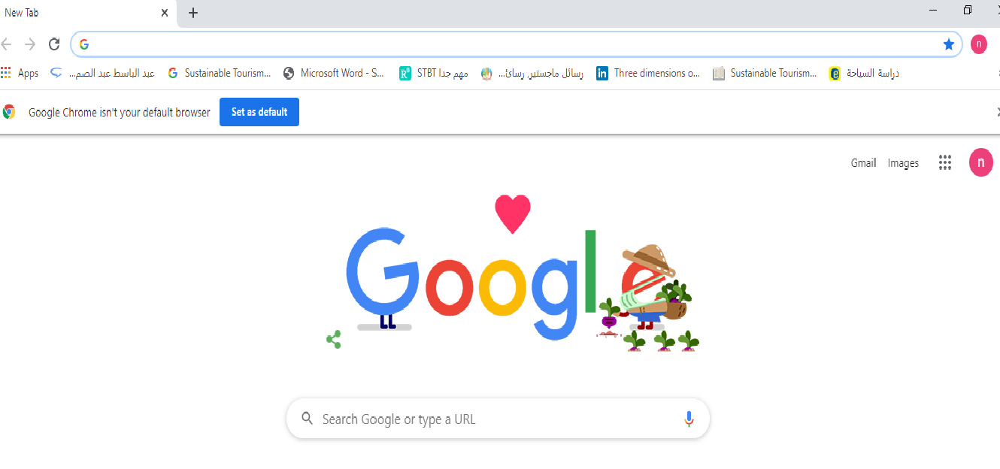 New Tab
Apps عبد الباسط عبد الصم... Sustainable Tourism... Microsoft Word - S... STBT مهم جدا رسائل ماجستير, رسائ... Three dimensions o... Sustainable Tourism... دراسة السياحة
Google Chrome isn't your default browser Set as default
Gmail Images n
Google
Search Google or type a URL